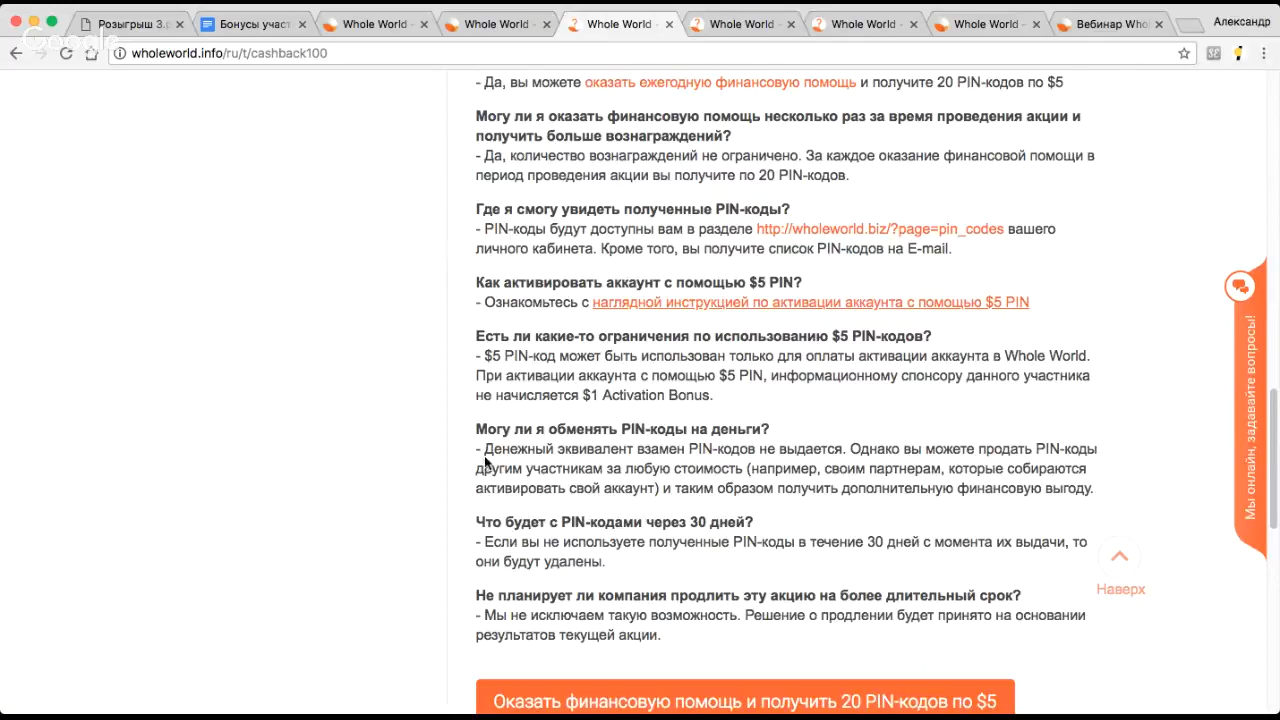 Розыгрыш 3.p
Бонусы участ
Whole World -
Whole World -
Whole World -
Whole World -
Whole World -
Whole World -
Вебинар Who
Александр
Google
wholeworld.info/ru/t/cashback100
- Да, вы можете оказать ежегодную финансовую помощь и получите 20 PIN-кодов по $5
Могу ли я оказать финансовую помощь несколько раз за время проведения акции и
получить больше вознаграждений?
- Да, количество вознаграждений не ограничено. За каждое оказание финансовой помощи в
период проведения акции вы получите по 20 PIN-кодов.
Где я смогу увидеть полученные PIN-коды?
- PIN-коды будут доступны вам в разделе http://wholeworld.biz/?page=pin_codes вашего
личного кабинета. Кроме того, вы получите список PIN-кодов на E-mail.
Как активировать аккаунт с помощью $5 PIN?
- Ознакомьтесь с наглядной инструкцией по активации аккаунта с помощью $5 PIN
Есть ли какие-то ограничения по использованию $5 PIN-кодов?
- $5 PIN-код может быть использован только для оплаты активации аккаунта в Whole World.
При активации аккаунта с помощью $5 PIN, информационному спонсору данного участника
не начисляется $1 Activation Bonus.
Могу ли я обменять PIN-коды на деньги?
- Денежный эквивалент взамен PIN-кодов не выдается. Однако вы можете продать PIN-коды
другим участникам за любую стоимость (например, своим партнерам, которые собираются
активировать свой аккаунт) и таким образом получить дополнительную финансовую выгоду.
Что будет с PIN-кодами через 30 дней?
- Если вы не используете полученные PIN-коды в течение 30 дней с момента их выдачи, то
они будут удалены.
Не планирует ли компания продлить эту акцию на более длительный срок?
- Мы не исключаем такую возможность. Решение о продлении будет принято на основании
результатов текущей акции.
Оказать финансовую помощь и получить 20 PIN-кодов по $5
Наверх
Мы онлайн, задавайте вопросы!